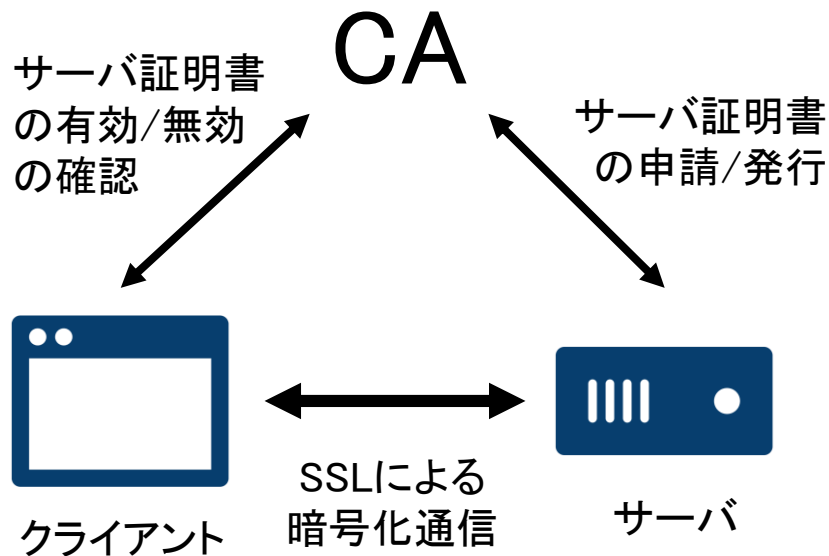 CA
サーバ証明書
の有効/無効
の確認
サーバ証明書
の申請/発行
SSLによる
暗号化通信
クライアント
サーバ